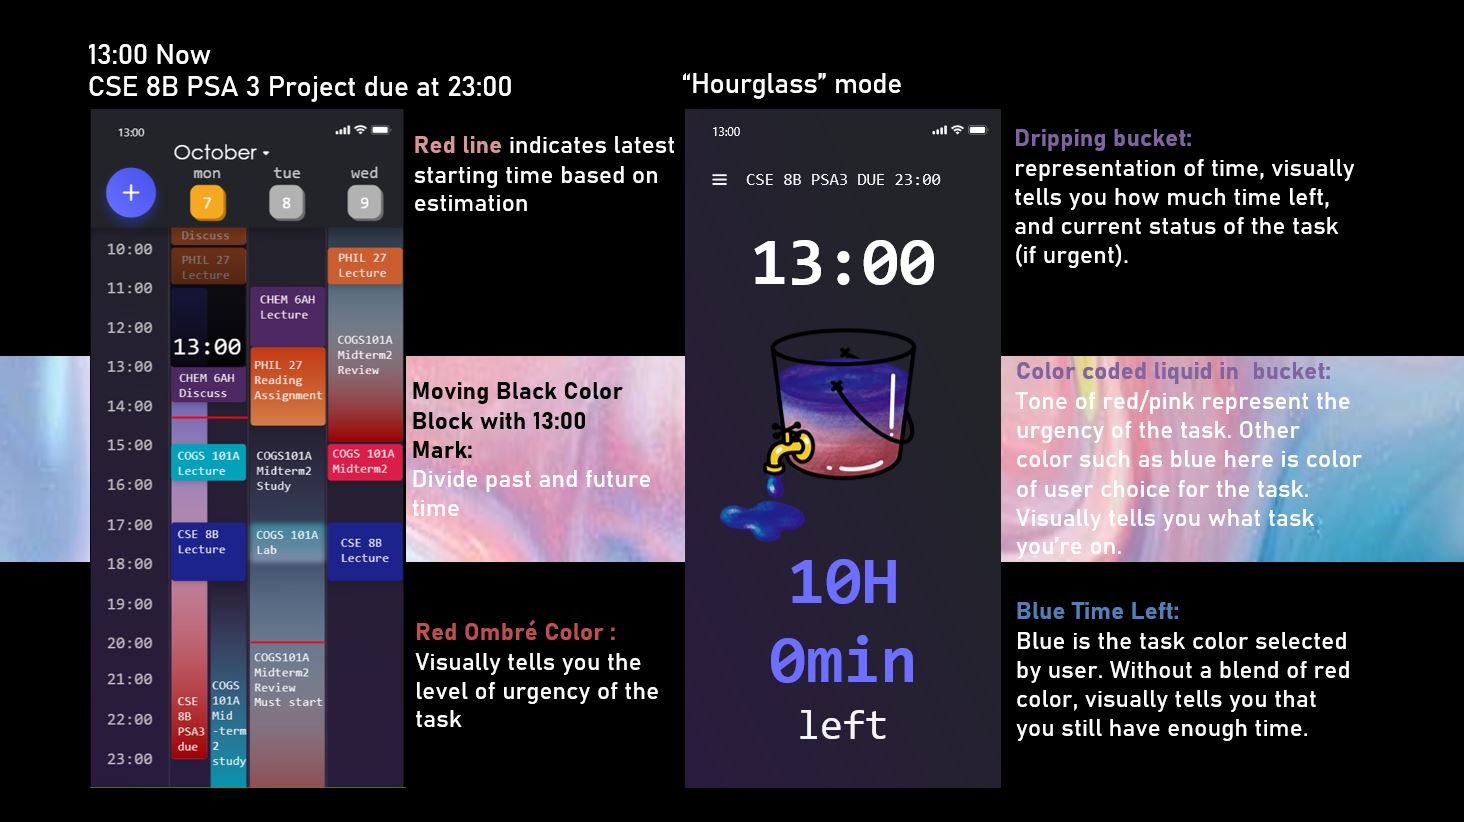 13:00 Now
CSE 8B PSA 3 Project due at 23:00
13:00
October
mon
tue
wed
+
7
8
9
10:00
11:00
12:00
13:00
14:00
15:00
16:00
17:00
18:00
19:00
20:00
21:00
22:00
23:00
Discuss
PHIL 27
Lecture
13:00
CHEM 6AH
Discuss
COGS 101A
Lecture
CSE 8B
Lecture
CSE
8B
PSA3
due
COGS
101A
Mid
-term
2
study
CHEM 6AH
Lecture
PHIL 27
Reading
Assignment
COGS101A
Midterm2
Study
COGS 101A
Lab
COGS101A
Midterm2
Review
Must start
PHIL 27
Lecture
COGS101A
Midterm2
Review
COGS 101A
Midterm2
CSE 8B
Lecture
Red line indicates latest
starting time based on
estimation
Moving Black Color
Block with 13:00
Mark:
Divide past and future
time
Red Ombré Color :
Visually tells you the
level of urgency of the
task
“Hourglass” mode
13:00
CSE 8B PSA3 DUE 23:00
13:00
10H
0min
left
Dripping bucket:
representation of time, visually
tells you how much time left,
and current status of the task
(if urgent).
Color coded liquid in bucket:
Tone of red/pink represent the
urgency of the task. Other
color such as blue here is color
of user choice for the task.
Visually tells you what task
you're on.
Blue Time Left:
Blue is the task color selected
by user. Without a blend of red
color, visually tells you that
you still have enough time.